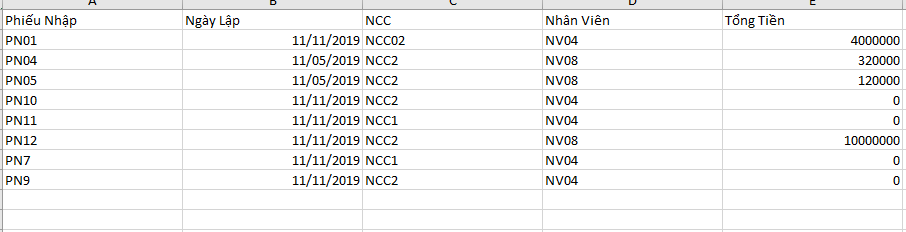 A B C D E
Phiếu Nhập Ngày Lập NCC Nhân Viên Tổng Tiền
PN01 11/11/2019 NCC02 NV04 4000000
PN04 11/05/2019 NCC2 NV08 320000
PN05 11/05/2019 NCC2 NV08 120000
PN10 11/11/2019 NCC2 NV04 0
PN11 11/11/2019 NCC1 NV04 0
PN12 11/11/2019 NCC2 NV08 10000000
PN7 11/11/2019 NCC1 NV04 0
PN9 11/11/2019 NCC2 NV04 0